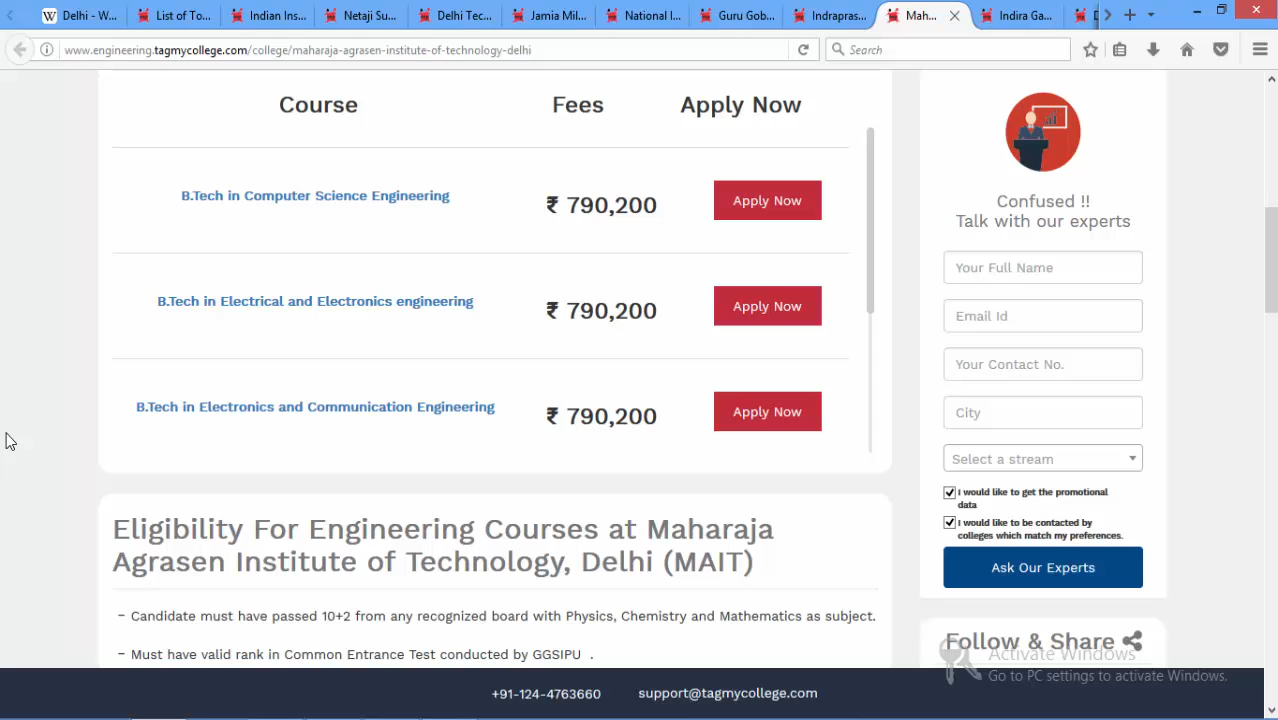 Delhi - W...
List of To...
Indian Ins...
Netaji Su...
Delhi Tec...
Jamia Mil...
National I...
Guru Gob...
Indrapras...
Mah...
Indira Ga...
www.engineering.tagmycollege.com/college/maharaja-agrasen-institute-of-technology-delhi
Search
Course Fees Apply Now
B.Tech in Computer Science Engineering ₹ 790,200 Apply Now
B.Tech in Electrical and Electronics engineering ₹ 790,200 Apply Now
B.Tech in Electronics and Communication Engineering ₹ 790,200 Apply Now
Eligibility For Engineering Courses at Maharaja
Agrasen Institute of Technology, Delhi (MAIT)
– Candidate must have passed 10+2 from any recognized board with Physics, Chemistry and Mathematics as subject.
– Must have valid rank in Common Entrance Test conducted by GGSIPU .
Confused !!
Talk with our experts
Your Full Name
Email Id
Your Contact No.
City
Select a stream
I would like to get the promotional
data
I would like to be contacted by
colleges which match my preferences.
Ask Our Experts
Follow & Share
Activate Windows
Go to PC settings to activate Windows.
+91-124-4763660 support@tagmycollege.com